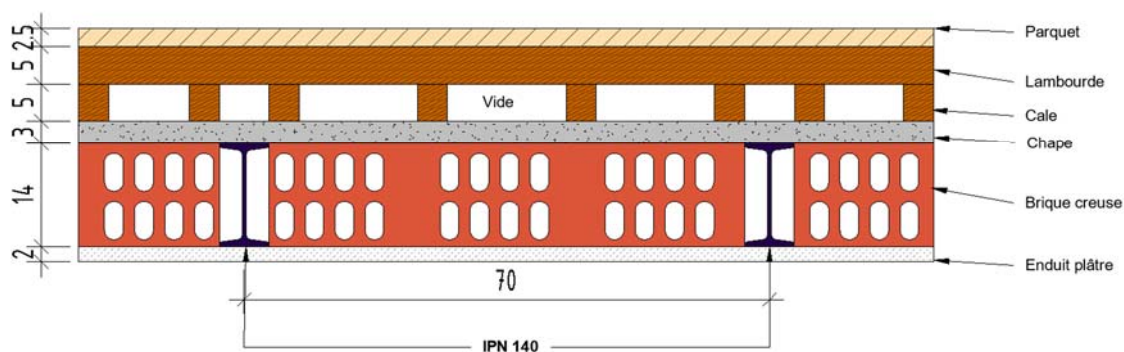 2.5
5
5
3
14
2
Parquet
Lambourde
Vide
Cale
Chape
Brique creuse
Enduit plâtre
70
IPN 140